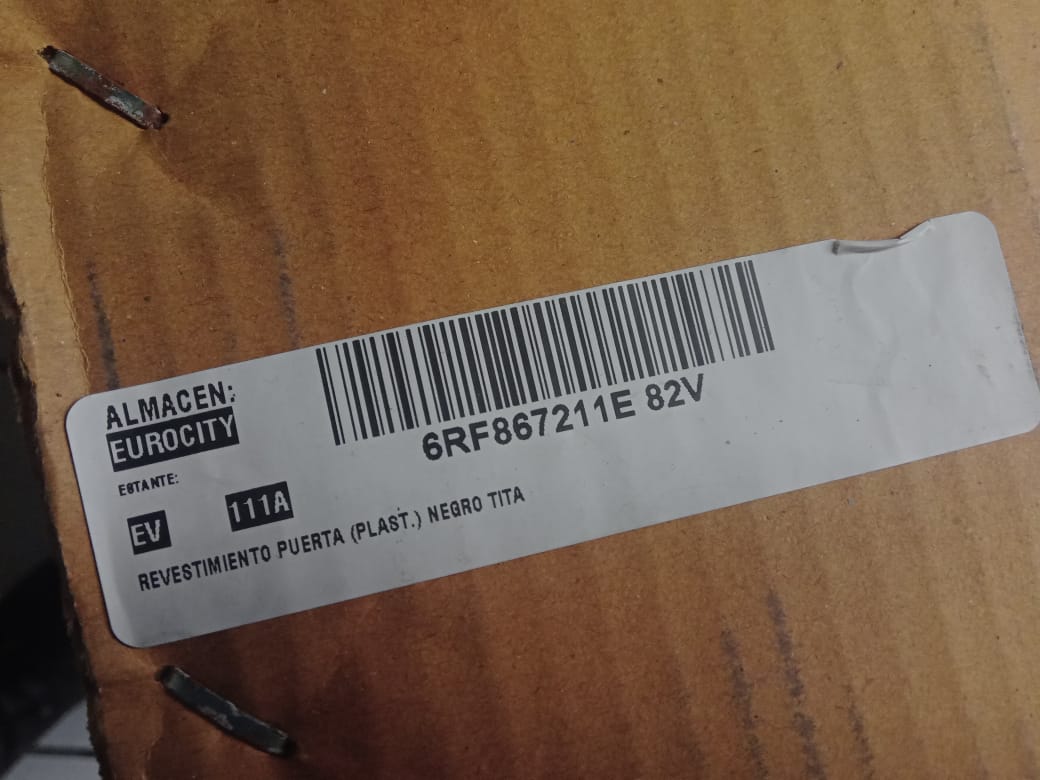 ALMACEN:
EUROCITY
6RF867211E 82V
ESTANTE:
EV
111A
REVESTIMIENTO PUERTA (PLAST.) NEGRO TITA